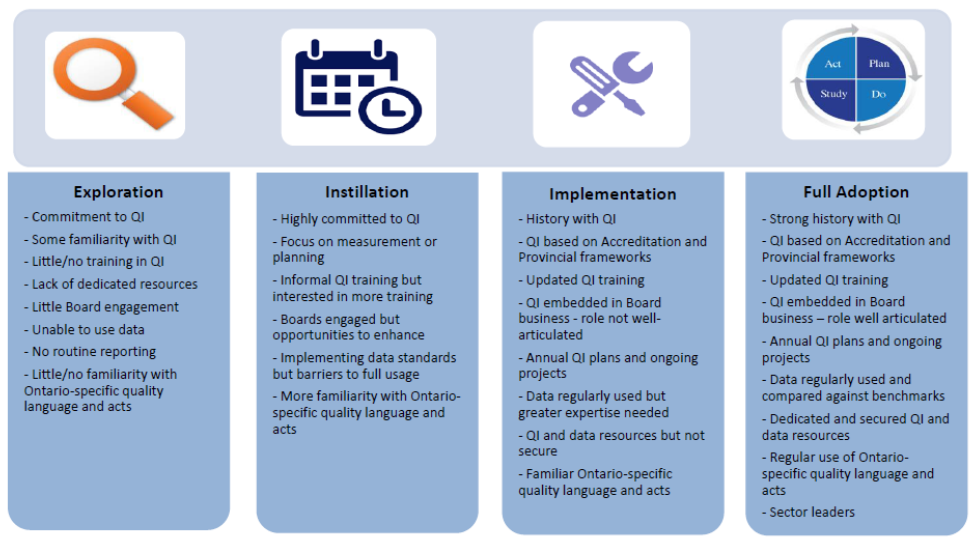 Act
Plan
Study
Do
Exploration
- Commitment to QI
- Some familiarity with QI
- Little/no training in QI
- Lack of dedicated resources
- Little Board engagement
- Unable to use data
- No routine reporting
- Little/no familiarity with
Ontario-specific quality
language and acts
Instillation
- Highly committed to QI
- Focus on measurement or
planning
- Informal QI training but
interested in more training
- Boards engaged but
opportunities to enhance
- Implementing data standards
but barriers to full usage
- More familiarity with Ontario-
specific quality language and
acts
Implementation
- History with QI
- QI based on Accreditation and
Provincial frameworks
- Updated QI training
- QI embedded in Board
business - role not well-
articulated
- Annual QI plans and ongoing
projects
- Data regularly used but
greater expertise needed
- QI and data resources but not
secure
- Familiar Ontario-specific
quality language and acts
Full Adoption
- Strong history with QI
- QI based on Accreditation and
Provincial frameworks
- Updated QI training
- QI embedded in Board
business – role well articulated
- Annual QI plans and ongoing
projects
- Data regularly used and
compared against benchmarks
- Dedicated and secured QI and
data resources
- Regular use of Ontario-
specific quality language and
acts
- Sector leaders